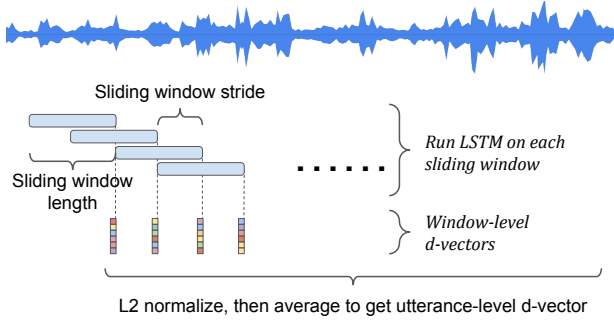 Sliding window stride
Run LSTM on each
sliding window
Sliding window
length
Window-level
d-vectors
L2 normalize, then average to get utterance-level d-vector